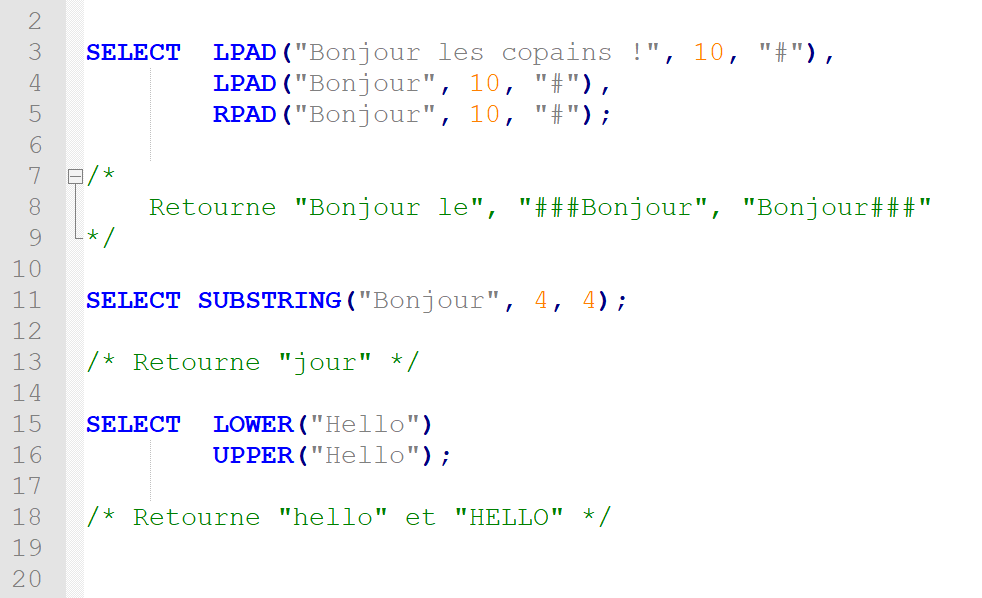 2
3 SELECT  LPAD("Bonjour les copains !", 10, "#"),
4         LPAD("Bonjour", 10, "#"),
5         RPAD("Bonjour", 10, "#");
6
7 /*
8     Retourne "Bonjour le", "###Bonjour", "Bonjour###"
9 */
10
11 SELECT SUBSTRING("Bonjour", 4, 4);
12
13 /* Retourne "jour" */
14
15 SELECT  LOWER("Hello")
16         UPPER("Hello");
17
18 /* Retourne "hello" et "HELLO" */
19
20